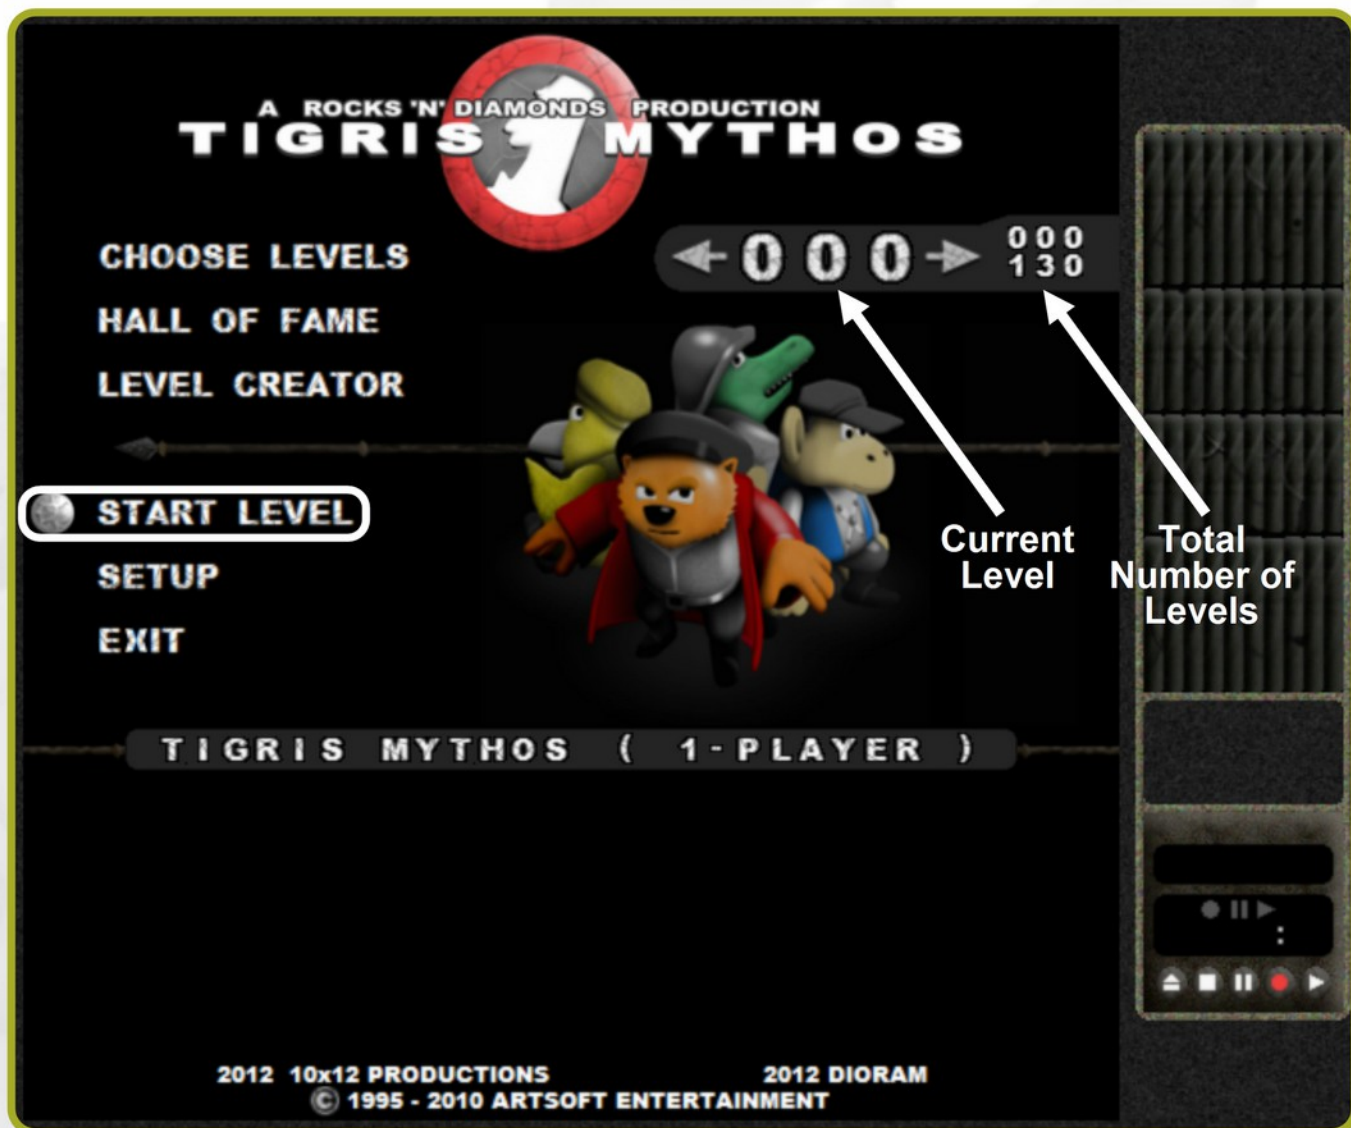 A ROCKS 'N' DIAMONDS PRODUCTION
TIGRIS MYTHOS
CHOOSE LEVELS
000
000
130
HALL OF FAME
LEVEL CREATOR
START LEVEL
Current
Level
Total
Number of
Levels
SETUP
EXIT
TIGRIS MYTHOS ( 1-PLAYER )
:
2012 10x12 PRODUCTIONS
2012 DIORAM
© 1995 - 2010 ARTSOFT ENTERTAINMENT